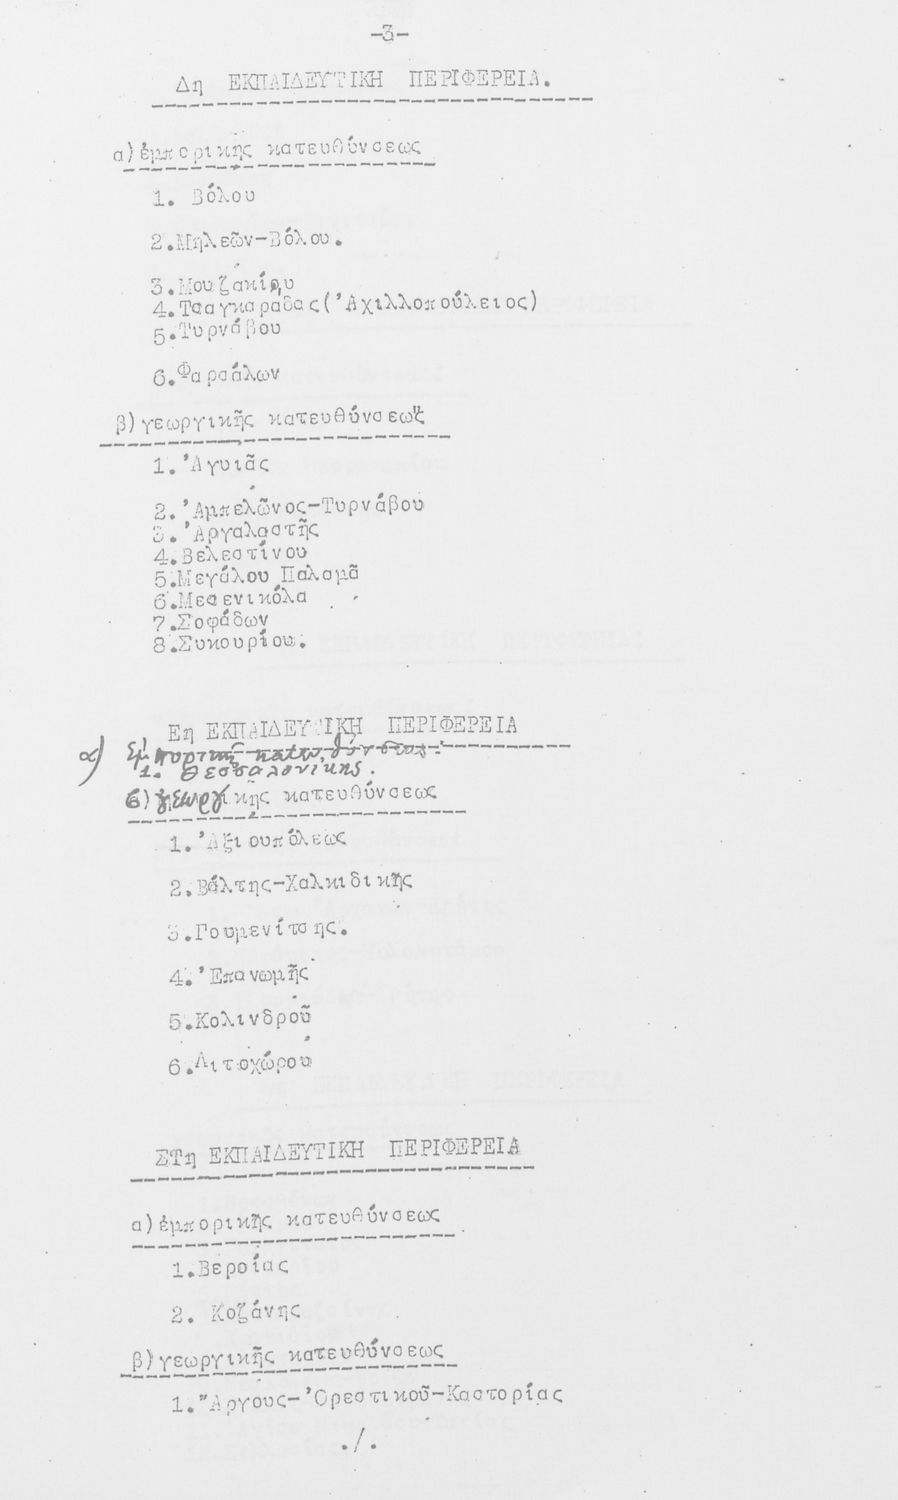 -3-
Δη ΕΚΠΑΙΔΕΥΤΙΚΗ ΠΕΡΙΦΕΡΕΙΑ.
α)ἐμπορικῆς κατευθύνσεως
1. Βόλου
2.Μηλεῶν-Βόλου.
3.Μουζακίου
4.Τσαγκαράδας('Αχιλλοπούλειος)
5.Τυρνάβου
6.Φαρσάλων
β)γεωργικῆς κατευθύνσεως
1.'Αγυιᾶς
2.'Αμπελῶνος-Τυρνάβου
3.'Αργαλαστῆς
4.Βελεστίνου
5.Μεγάλου Παλαμᾶ
6.Μεσενικόλα
7.Σοφάδων
8.Συκουρίου.
Εη ΕΚΠΑΙΔΕΥΤΙΚΗ ΠΕΡΙΦΕΡΕΙΑ
α) Ἐμπορικῆς κατευθύνσεως:
1. Θεσσαλονίκης.
β)γεωργικῆς κατευθύνσεως
1.'Αξιουπόλεως
2.Βάλτης-Χαλκιδικῆς
3.Γουμενίτσης.
4.'Επανωμῆς
5.Κολινδροῦ
6.Λιτοχώρου
ΣΤη ΕΚΠΑΙΔΕΥΤΙΚΗ ΠΕΡΙΦΕΡΕΙΑ
α)ἐμπορικῆς κατευθύνσεως
1.Βεροίας
2. Κοζάνης
β)γεωργικῆς κατευθύνσεως
1."Αργους-'Ορεστικοῦ-Καστορίας
./.